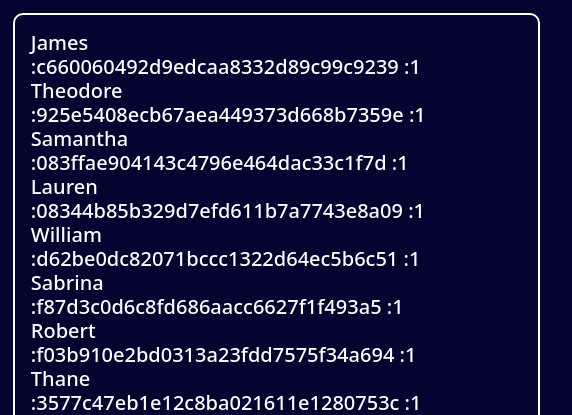 James
:c660060492d9edcaa8332d89c99c9239 :1
Theodore
:925e5408ecb67aea449373d668b7359e :1
Samantha
:083ffae904143c4796e464dac33c1f7d :1
Lauren
:08344b85b329d7efd611b7a7743e8a09 :1
William
:d62be0dc82071bccc1322d64ec5b6c51 :1
Sabrina
:f87d3c0d6c8fd686aacc6627f1f493a5 :1
Robert
:f03b910e2bd0313a23fdd7575f34a694 :1
Thane
:3577c47eb1e12c8ba021611e1280753c :1